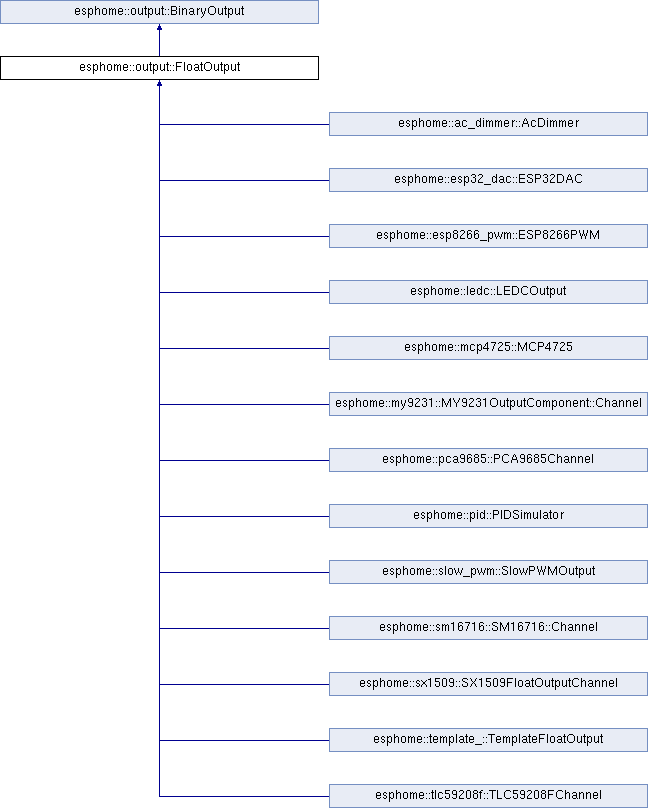 esphome::output::BinaryOutput
esphome::output::FloatOutput
esphome::ac_dimmer::AcDimmer
esphome::esp32_dac::ESP32DAC
esphome::esp8266_pwm::ESP8266PWM
esphome::ledc::LEDCOutput
esphome::mcp4725::MCP4725
esphome::my9231::MY9231OutputComponent::Channel
esphome::pca9685::PCA9685Channel
esphome::pid::PIDSimulator
esphome::slow_pwm::SlowPWMOutput
esphome::sm16716::SM16716::Channel
esphome::sx1509::SX1509FloatOutputChannel
esphome::template_::TemplateFloatOutput
esphome::tlc59208f::TLC59208FChannel